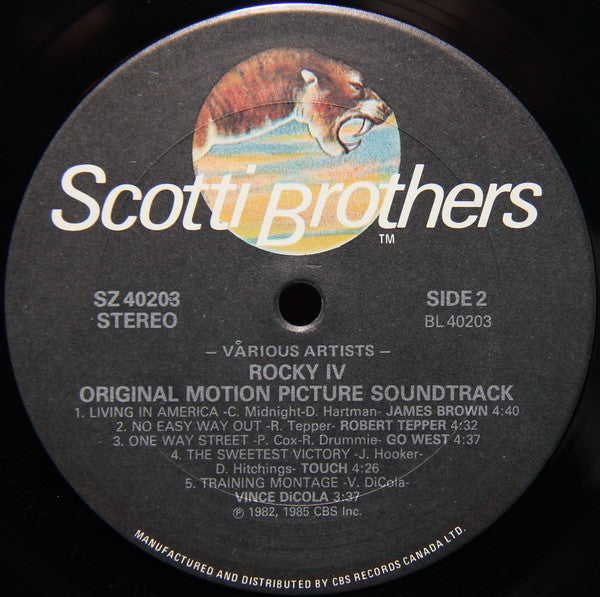 Scotti Brothers
TM
SZ 40203
STEREO
SIDE 2
BL 40203
– VARIOUS ARTISTS –
ROCKY IV
ORIGINAL MOTION PICTURE SOUNDTRACK
1. LIVING IN AMERICA -C. Midnight-D. Hartman- JAMES BROWN 4:40
2. NO EASY WAY OUT -R. Tepper- ROBERT TEPPER 4:32
3. ONE WAY STREET -P. Cox-R. Drummie- GO WEST 4:37
4. THE SWEETEST VICTORY -J. Hooker-
D. Hitchings- TOUCH 4:26
5. TRAINING MONTAGE -V. DiCola-
VINCE DiCOLA 3:37
℗ 1982, 1985 CBS Inc.
MANUFACTURED AND DISTRIBUTED BY CBS RECORDS CANADA LTD.